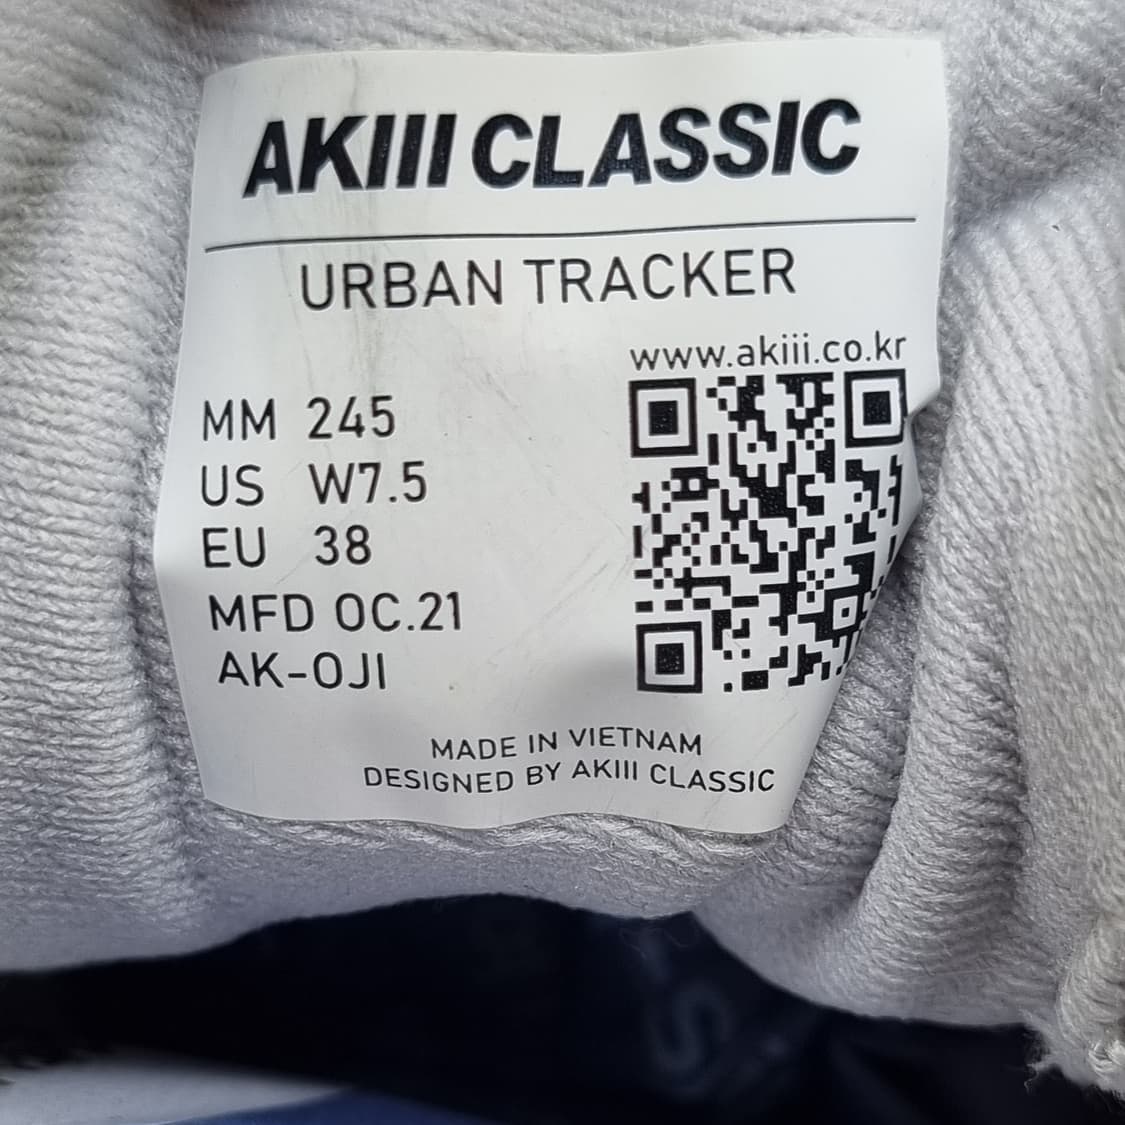 AKIII CLASSIC
URBAN TRACKER
www.akiii.co.kr
MM 245
US W7.5
EU 38
MFD OC.21
AK-OJI
MADE IN VIETNAM
DESIGNED BY AKIII CLASSIC